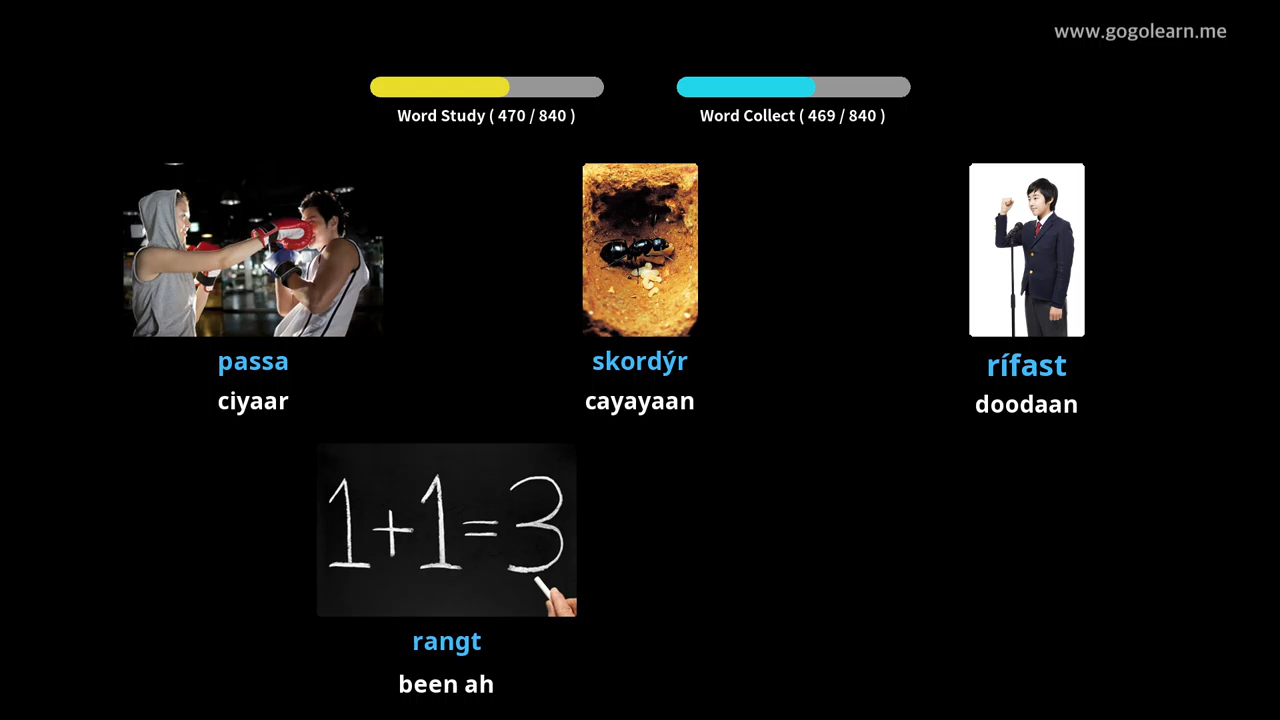 www.gogolearn.me
Word Study ( 470 / 840 )
Word Collect ( 469 / 840 )
passa
ciyaar
skordýr
cayayaan
rífast
doodaan
1+1=3
rangt
been ah